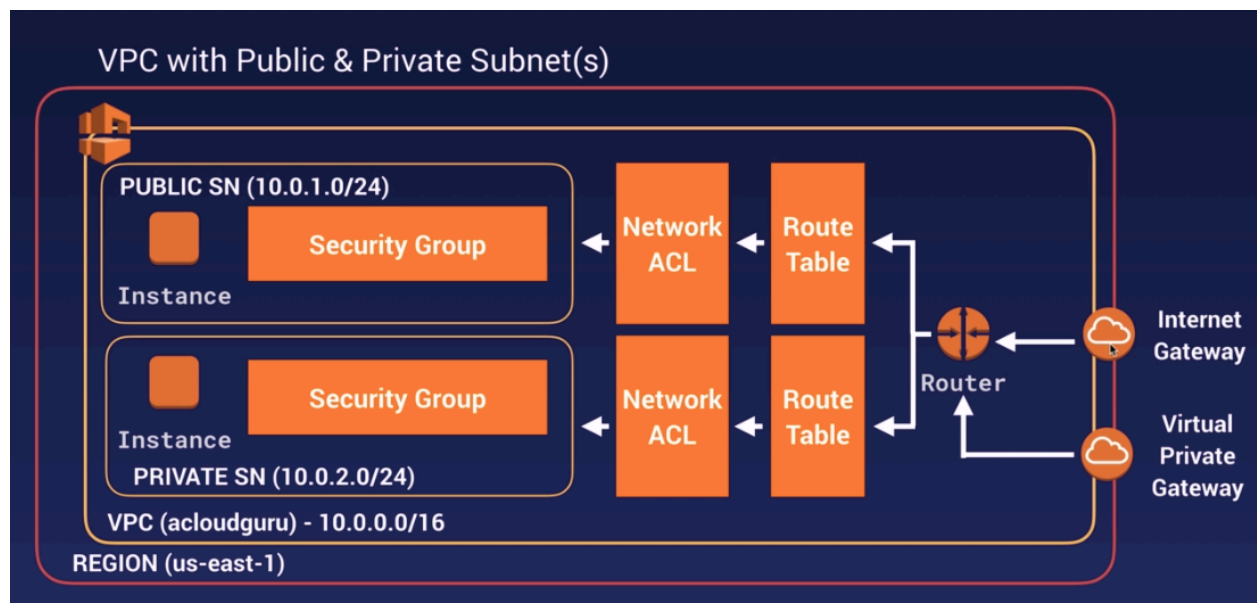 VPC with Public & Private Subnet(s)
PUBLIC SN (10.0.1.0/24)
Instance
Security Group
Network
ACL
Route
Table
Instance
Security Group
PRIVATE SN (10.0.2.0/24)
Network
ACL
Route
Table
Router
Internet
Gateway
Virtual
Private
Gateway
VPC (acloudguru) - 10.0.0.0/16
REGION (us-east-1)